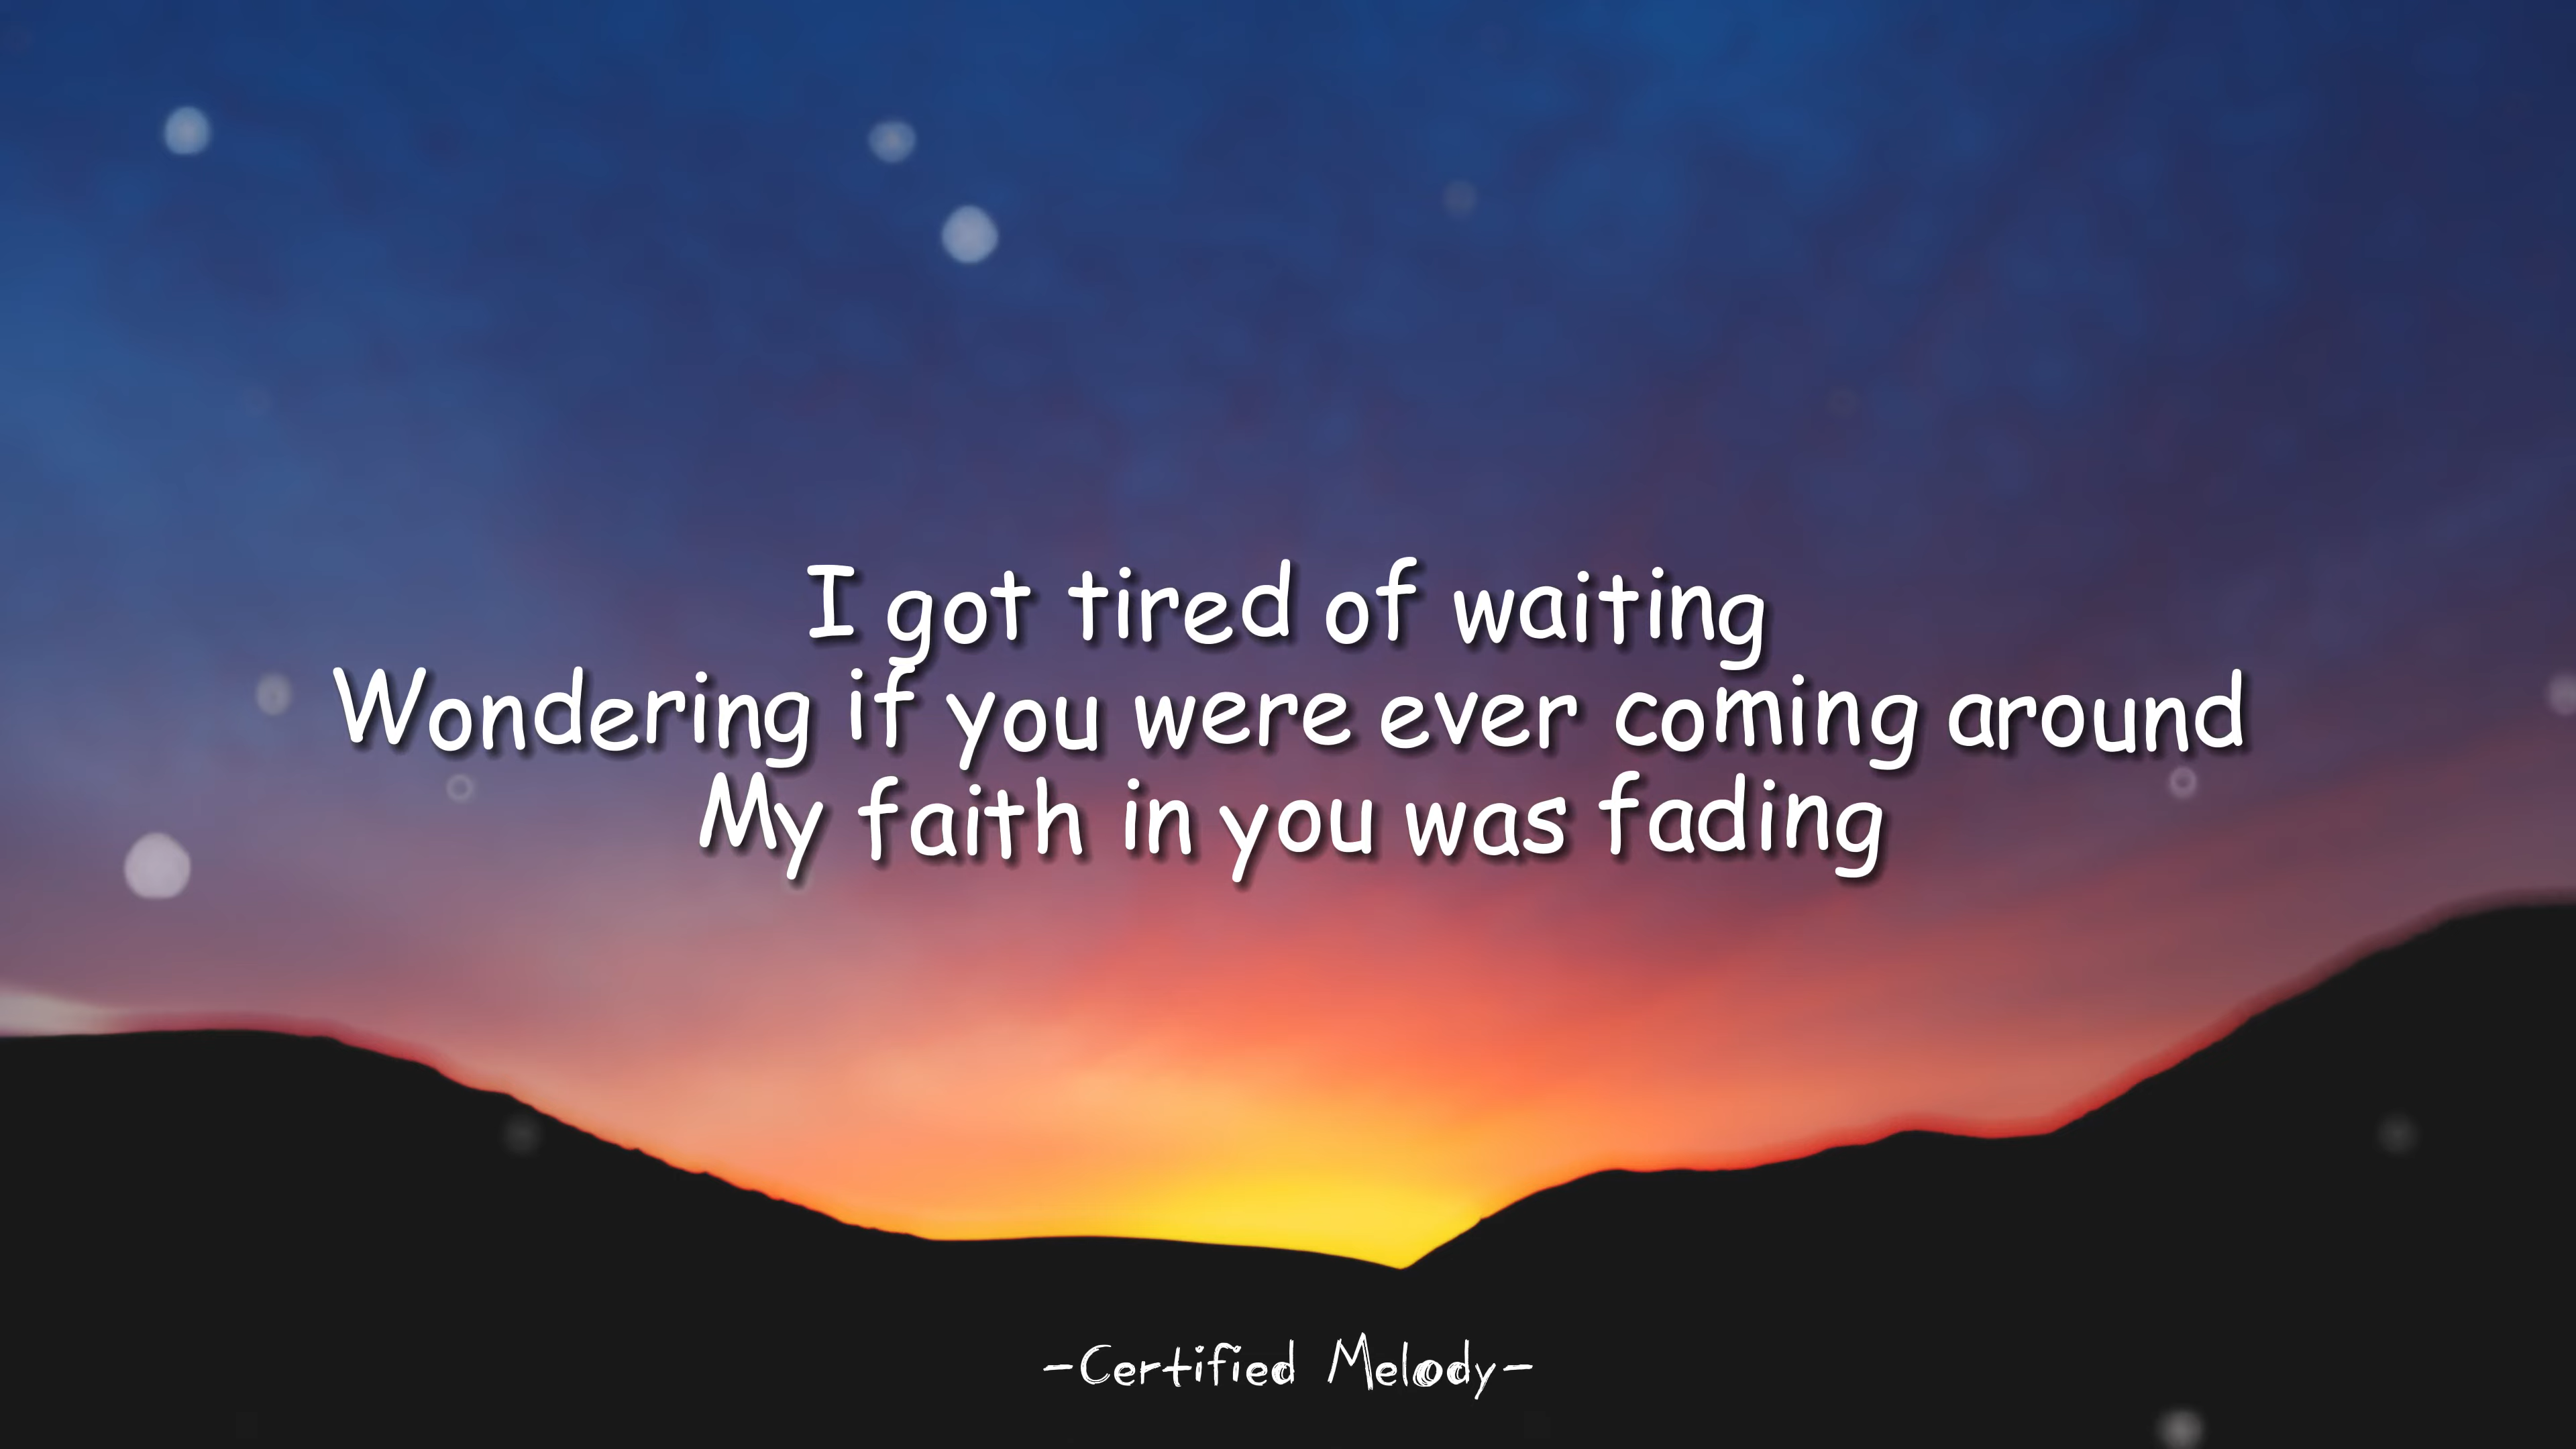 I got tired of waiting
Wondering if you were ever coming around
My faith in you was fading
-Certified Melody-